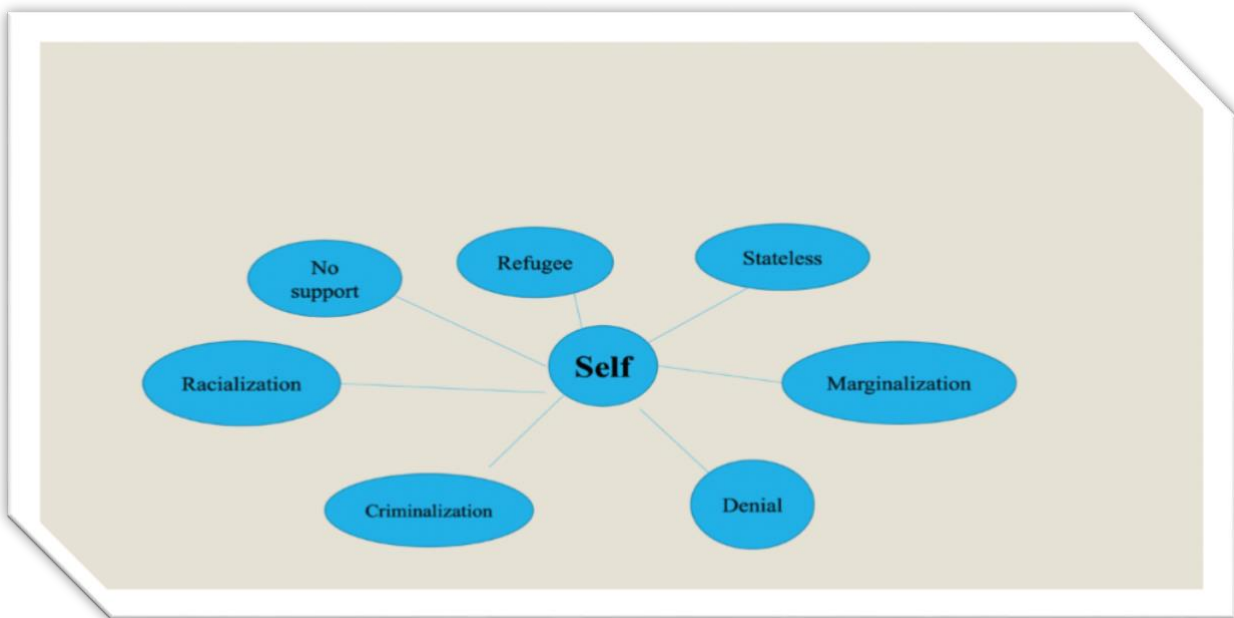 Refugee
Stateless
No
support
Self
Racialization
Marginalization
Criminalization
Denial